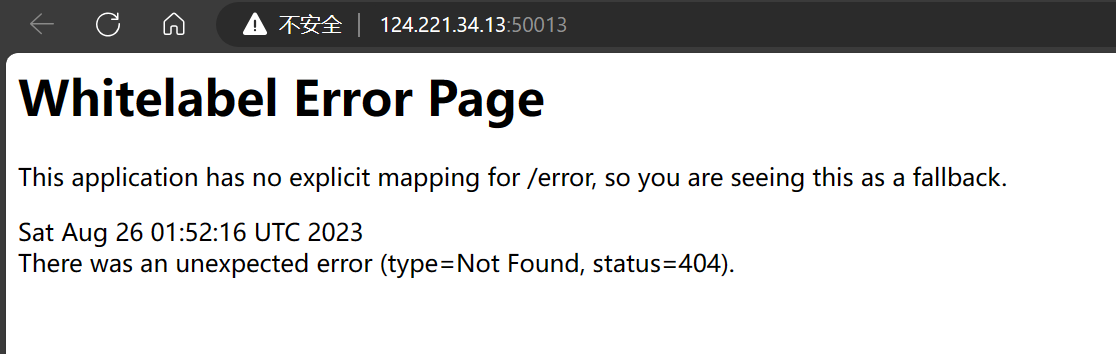 不安全 | 124.221.34.13:50013
Whitelabel Error Page
This application has no explicit mapping for /error, so you are seeing this as a fallback.
Sat Aug 26 01:52:16 UTC 2023
There was an unexpected error (type=Not Found, status=404).